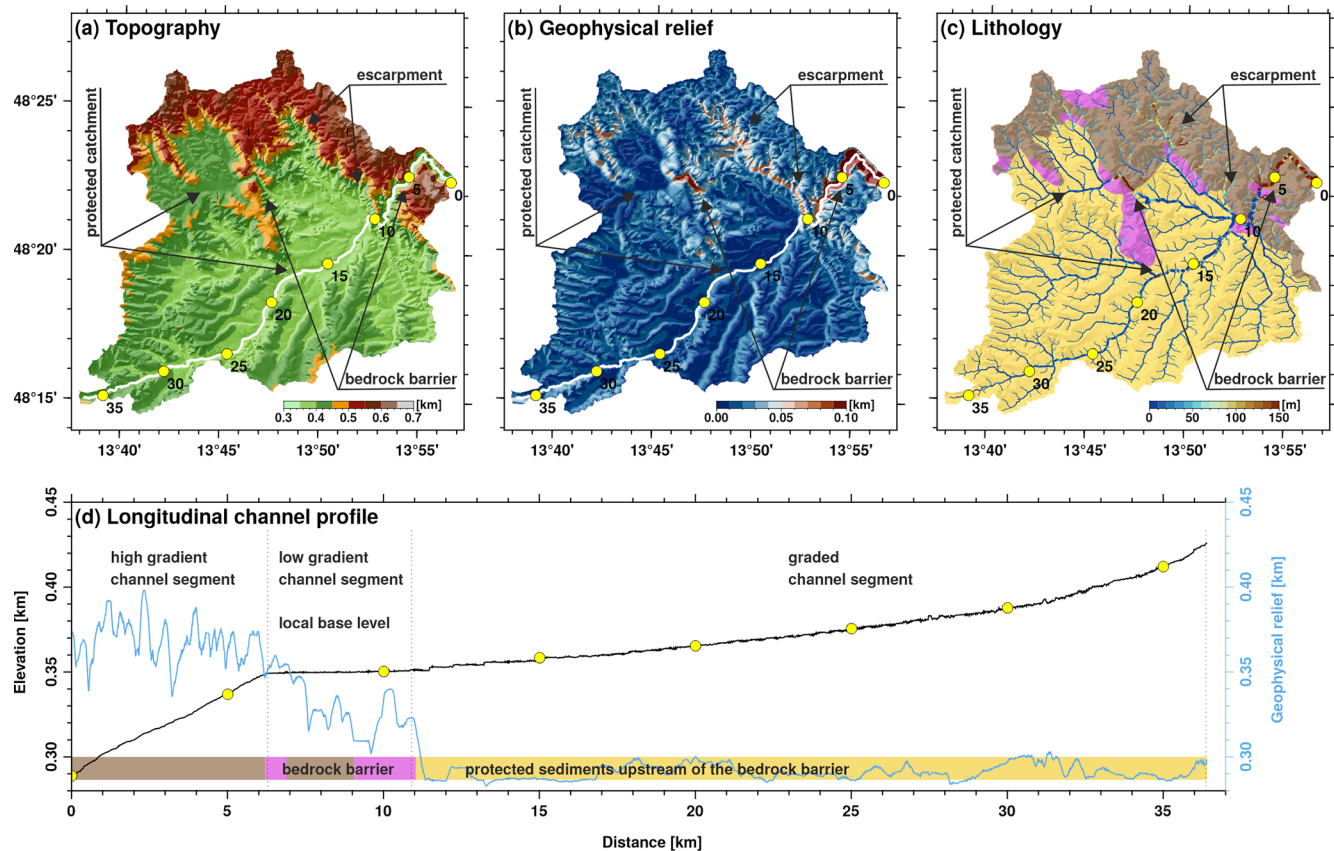 (a) Topography
(b) Geophysical relief
(c) Lithology
escarpment
escarpment
escarpment
protected catchment
protected catchment
protected catchment
48°25'
48°20'
48°15'
0
5
10
15
20
25
30
35
0
5
10
15
20
25
30
35
0
5
10
15
20
25
30
35
bedrock barrier
bedrock barrier
bedrock barrier
[km]
0.3 0.4 0.5 0.6 0.7
[km]
0.00 0.05 0.10
[m]
0 50 100 150
13°40' 13°45' 13°50' 13°55'
13°40' 13°45' 13°50' 13°55'
13°40' 13°45' 13°50' 13°55'
(d) Longitudinal channel profile
high gradient
channel segment
low gradient
channel segment
local base level
graded
channel segment
bedrock barrier
protected sediments upstream of the bedrock barrier
Elevation [km]
0.45
0.40
0.35
0.30
Geophysical relief [km]
0.45
0.40
0.35
0.30
0 5 10 15 20 25 30 35
Distance [km]